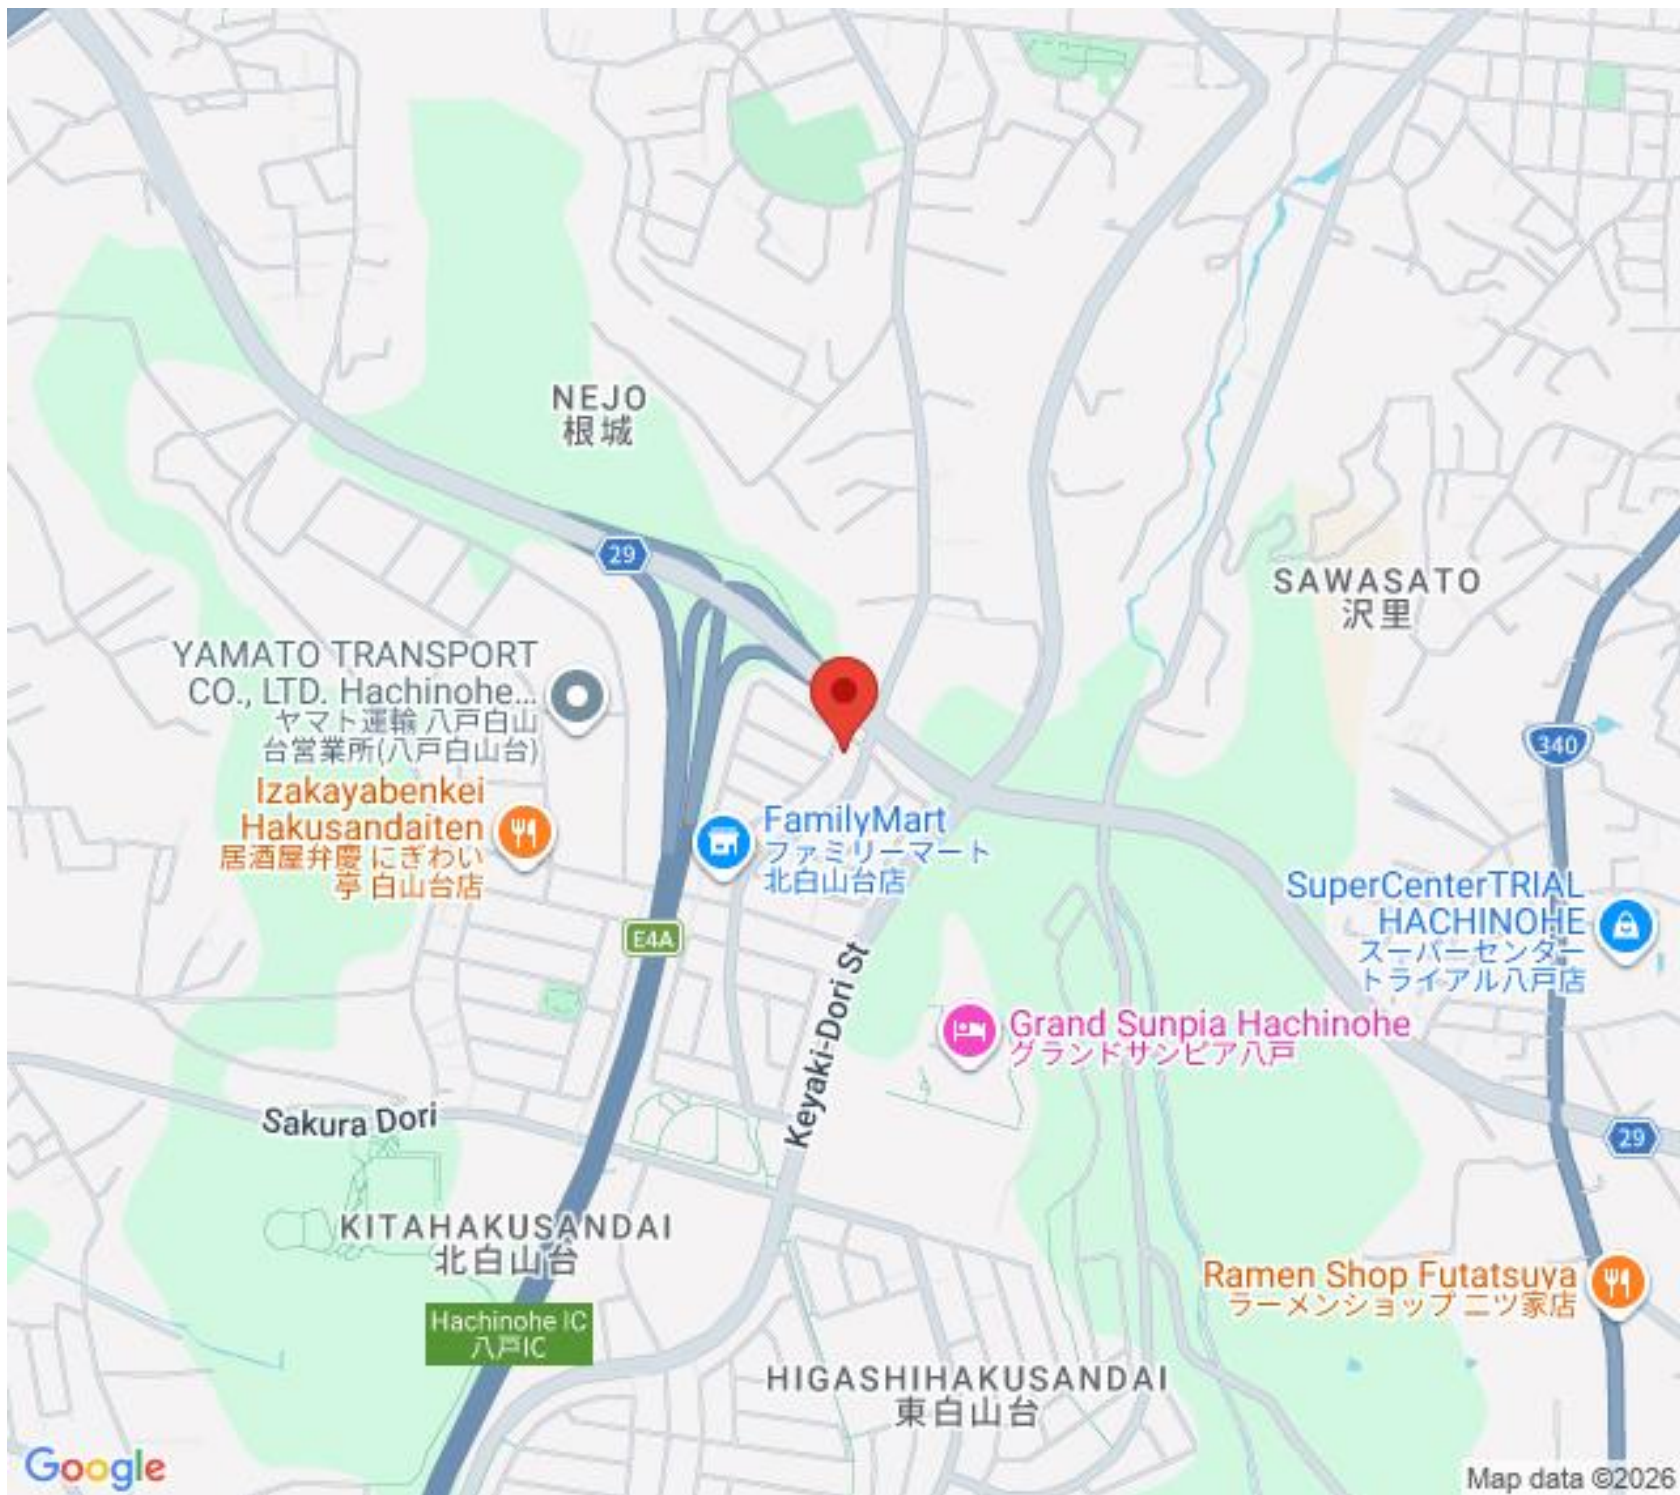 NEJO
根城
29
SAWASATO
沢里
YAMATO TRANSPORT
CO., LTD. Hachinohe...
ヤマト運輸 八戸白山
台営業所(八戸白山台)
340
Izakayabenkei
Hakusandaiten
居酒屋弁慶 にぎわい
亭 白山台店
FamilyMart
ファミリーマート
北白山台店
SuperCenterTRIAL
HACHINOHE
スーパーセンター
トライアル八戸店
E4A
Keyaki-Dori St
Grand Sunpia Hachinohe
グランドサンピア八戸
Sakura Dori
29
KITAHAKUSANDAI
北白山台
Ramen Shop Futatsuya
ラーメンショップ 二ツ家店
Hachinohe IC
八戸IC
HIGASHIHAKUSANDAI
東白山台
Google
Map data ©2026